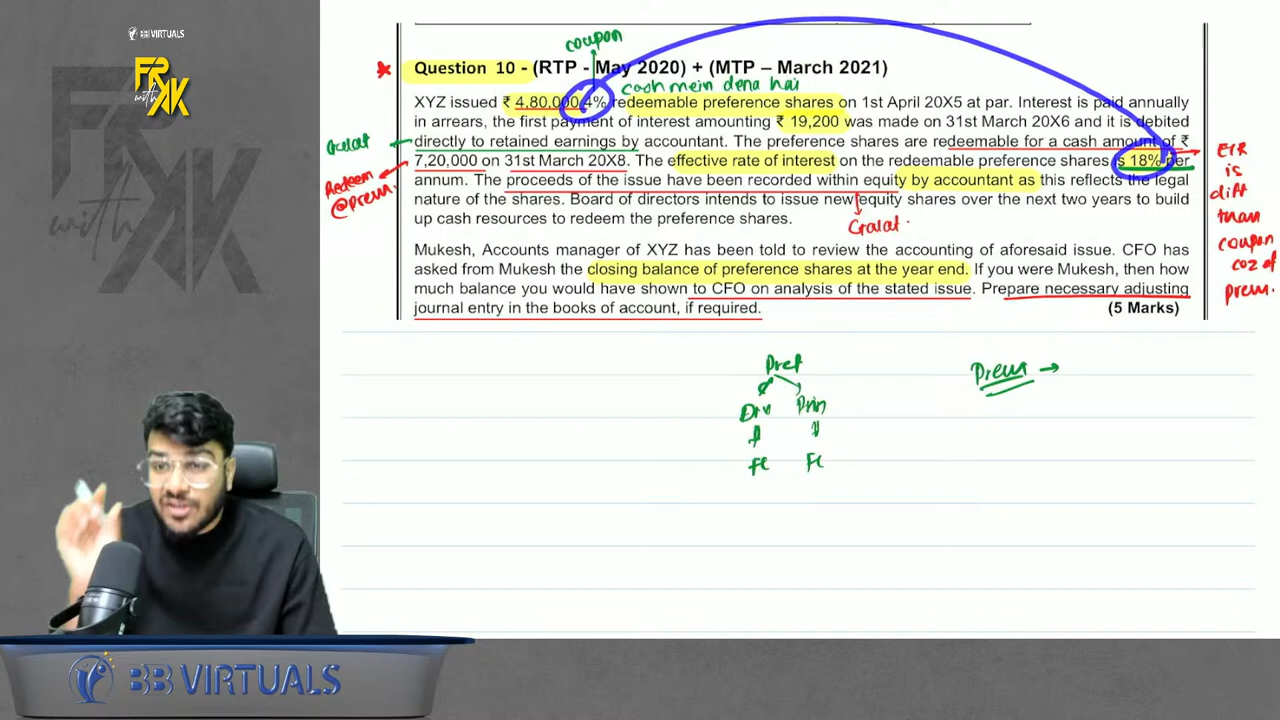 BB VIRTUALS
FR
with AK
FR
with
AK
coupon
Question 10 - (RTP - May 2020) + (MTP – March 2021)
cash mein dena hai
XYZ issued ₹ 4,80,000 4% redeemable preference shares on 1st April 20X5 at par. Interest is paid annually
in arrears, the first payment of interest amounting ₹ 19,200 was made on 31st March 20X6 and it is debited
Galat
directly to retained earnings by accountant. The preference shares are redeemable for a cash amount of ₹
7,20,000 on 31st March 20X8. The effective rate of interest on the redeemable preference shares is 18% per
Redeem
@prem.
annum. The proceeds of the issue have been recorded within equity by accountant as this reflects the legal
nature of the shares. Board of directors intends to issue new equity shares over the next two years to build
up cash resources to redeem the preference shares.
Galat
EIR
is
diff
than
coupon
coz of
prem.
Mukesh, Accounts manager of XYZ has been told to review the accounting of aforesaid issue. CFO has
asked from Mukesh the closing balance of preference shares at the year end. If you were Mukesh, then how
much balance you would have shown to CFO on analysis of the stated issue. Prepare necessary adjusting
journal entry in the books of account, if required. (5 Marks)
Pref
Prem →
Div Prin
FL FL
BB VIRTUALS